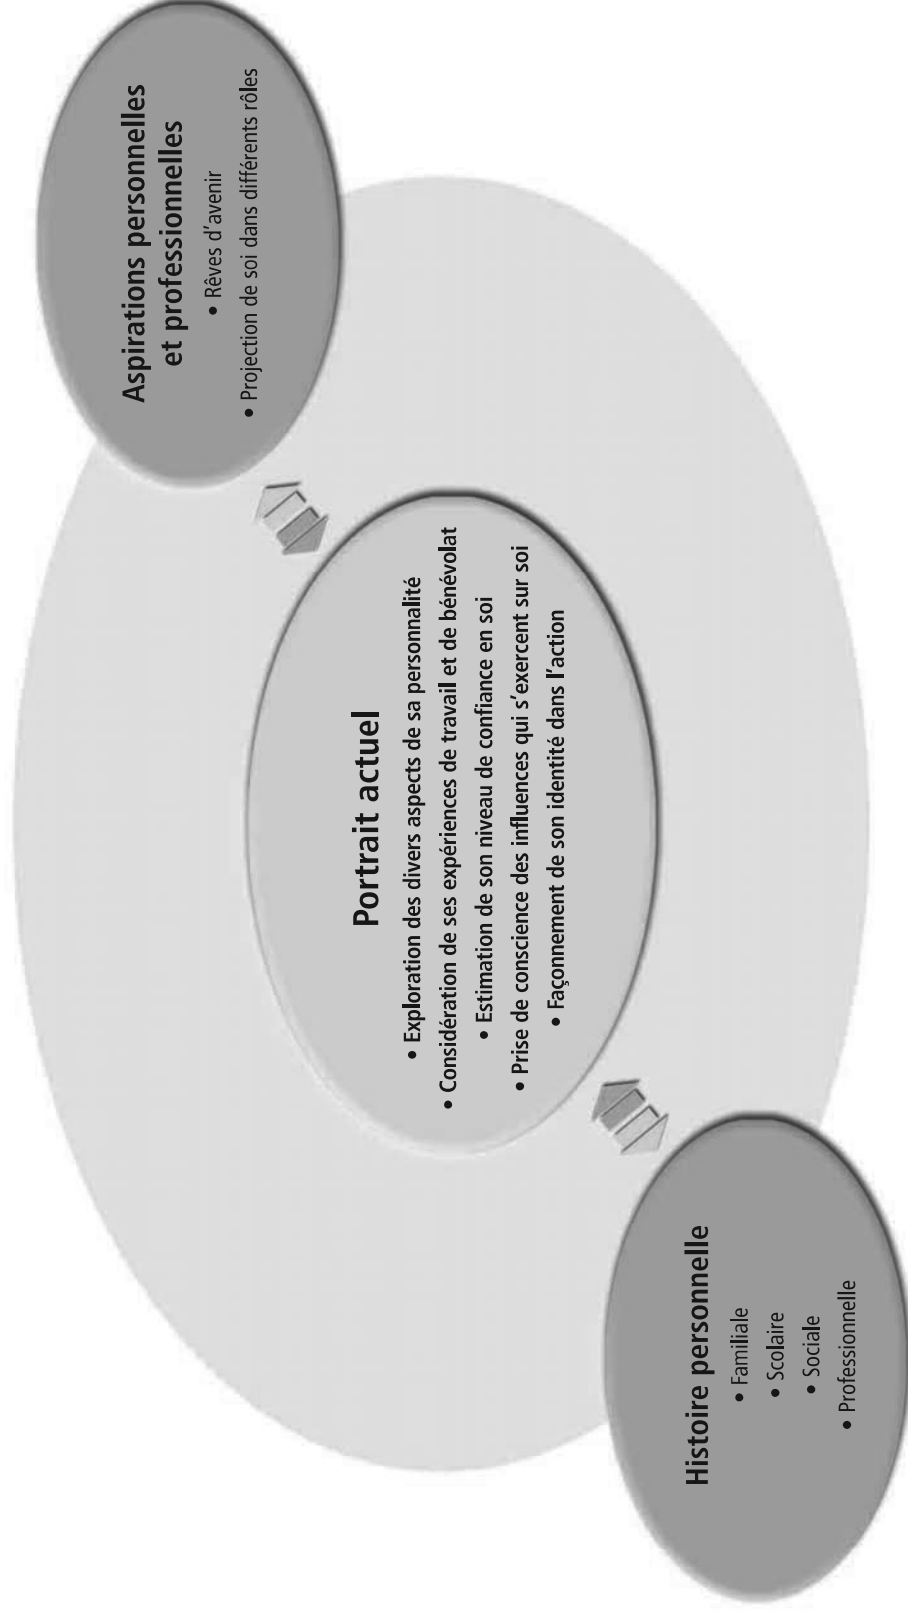 Aspirations personnelles
et professionnelles
• Rêves d'avenir
• Projection de soi dans différents rôles
Portrait actuel
• Exploration des divers aspects de sa personnalité
• Considération de ses expériences de travail et de bénévolat
• Estimation de son niveau de confiance en soi
• Prise de conscience des influences qui s'exercent sur soi
• Façonnement de son identité dans l'action
Histoire personnelle
• Familiale
• Scolaire
• Sociale
• Professionnelle